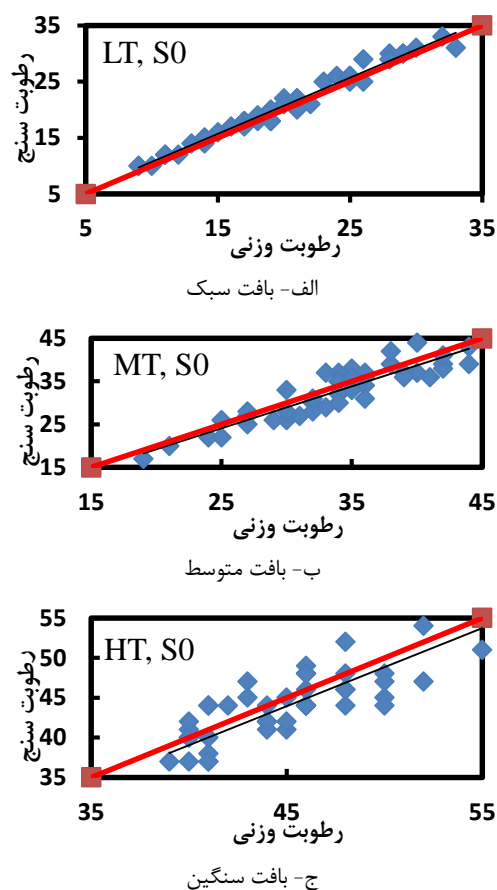 35
25
15
5
رطوبت سنج
LT, S0
5 15 25 35
رطوبت وزنی
الف- بافت سبک
45
35
25
15
رطوبت سنج
MT, S0
15 25 35 45
رطوبت وزنی
ب- بافت متوسط
55
50
45
40
35
رطوبت سنج
HT, S0
35 45 55
رطوبت وزنی
ج- بافت سنگین